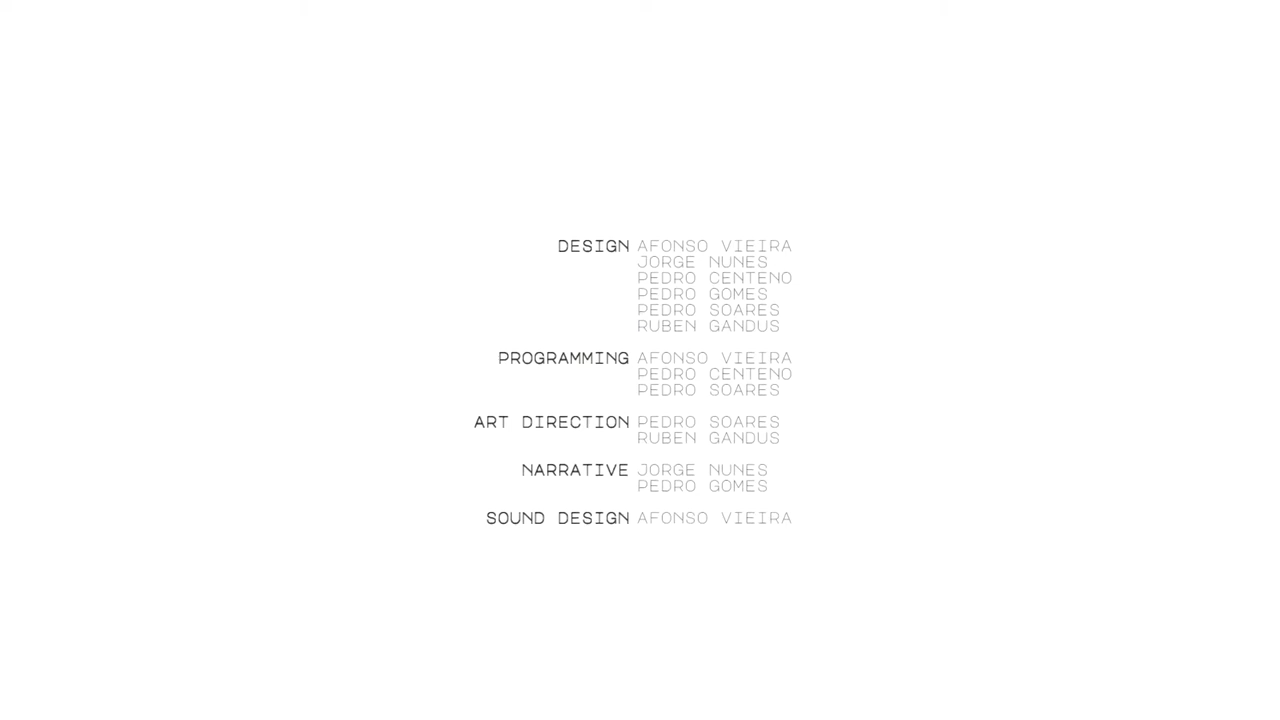 DESIGN AFONSO VIEIRA
JORGE NUNES
PEDRO CENTENO
PEDRO GOMES
PEDRO SOARES
RUBEN GANDUS
PROGRAMMING AFONSO VIEIRA
PEDRO CENTENO
PEDRO SOARES
ART DIRECTION PEDRO SOARES
RUBEN GANDUS
NARRATIVE JORGE NUNES
PEDRO GOMES
SOUND DESIGN AFONSO VIEIRA